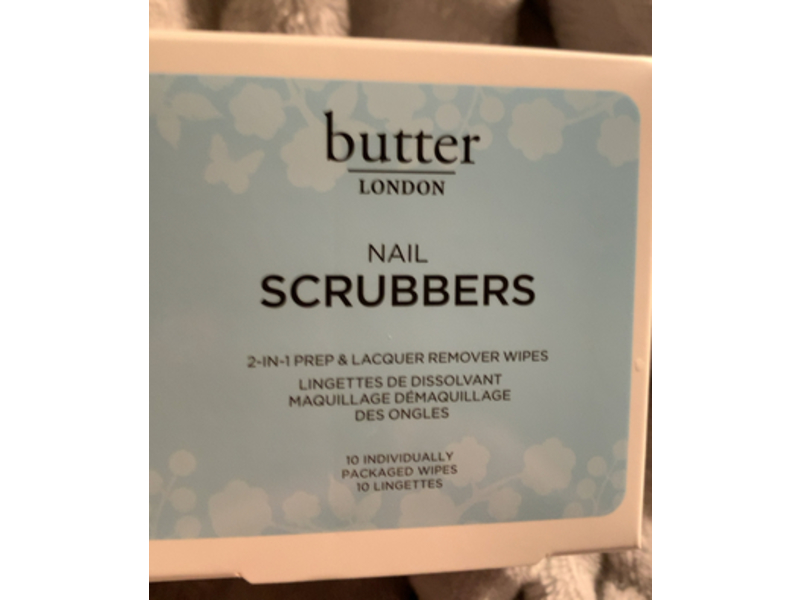 butter
LONDON
NAIL
SCRUBBERS
2-IN-1 PREP & LACQUER REMOVER WIPES
LINGETTES DE DISSOLVANT
MAQUILLAGE DÉMAQUILLAGE
DES ONGLES
10 INDIVIDUALLY
PACKAGED WIPES
10 LINGETTES